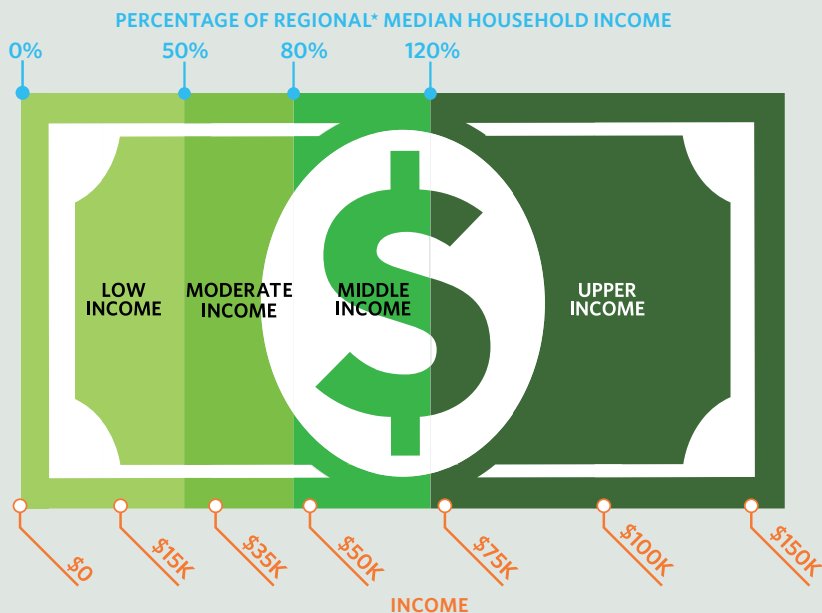 PERCENTAGE OF REGIONAL* MEDIAN HOUSEHOLD INCOME
0% 50% 80% 120%
LOW
INCOME
MODERATE
INCOME
MIDDLE
INCOME
$
UPPER
INCOME
$0 $15K $35K $50K $75K $100K $150K
INCOME